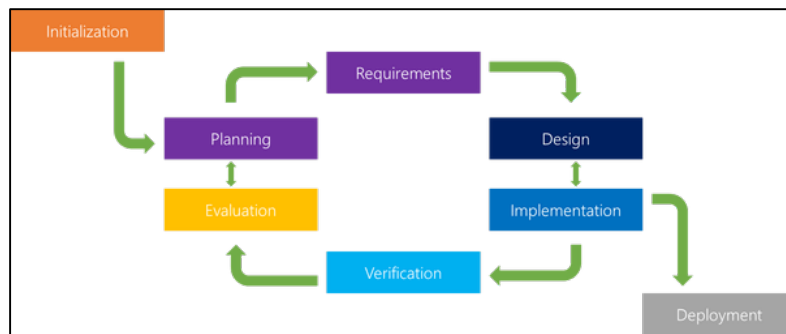 Initialization
Requirements
Planning
Design
Evaluation
Implementation
Verification
Deployment